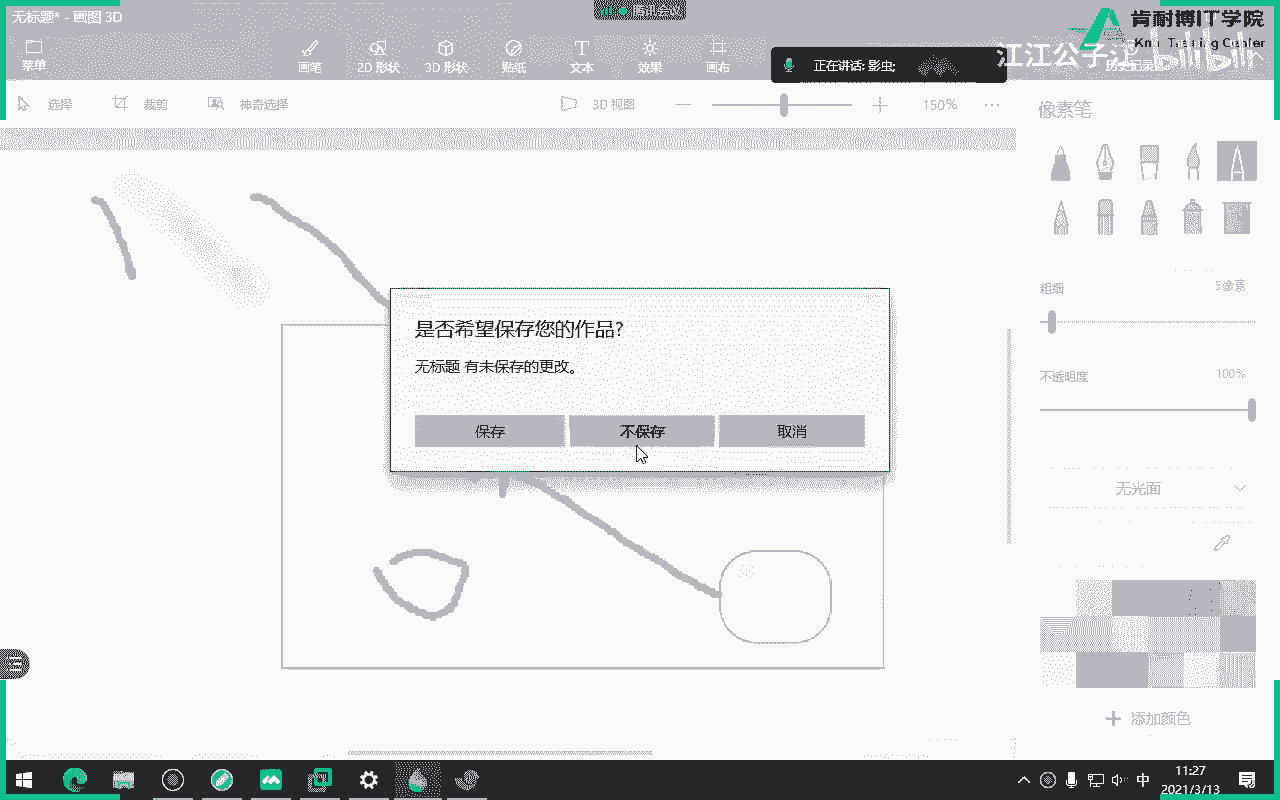 无标题* - 画图 3D
腾讯会议
肯耐博IT学院
江江公子江
bilibili
正在讲话: 影虫;
菜单
画笔
2D 形状
3D 形状
贴纸
文本
效果
画布
历史记录
选择
裁剪
神奇选择
3D 视图
150%
像素笔
粗细
5像素
不透明度
100%
是否希望保存您的作品?
无标题 有未保存的更改。
保存
不保存
取消
无光面
添加颜色
中
11:27
2021/3/13